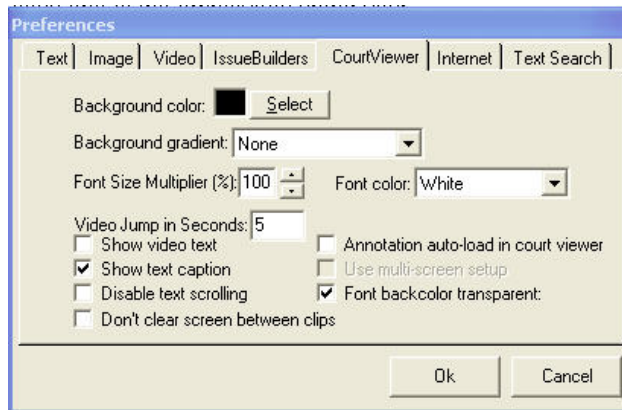 Preferences
Text Image Video IssueBuilders CourtViewer Internet Text Search
Background color: Select
Background gradient: None
Font Size Multiplier (%): 100 Font color: White
Video Jump in Seconds: 5
Show video text Annotation auto-load in court viewer
Show text caption Use multi-screen setup
Disable text scrolling Font backcolor transparent:
Don't clear screen between clips
Ok Cancel